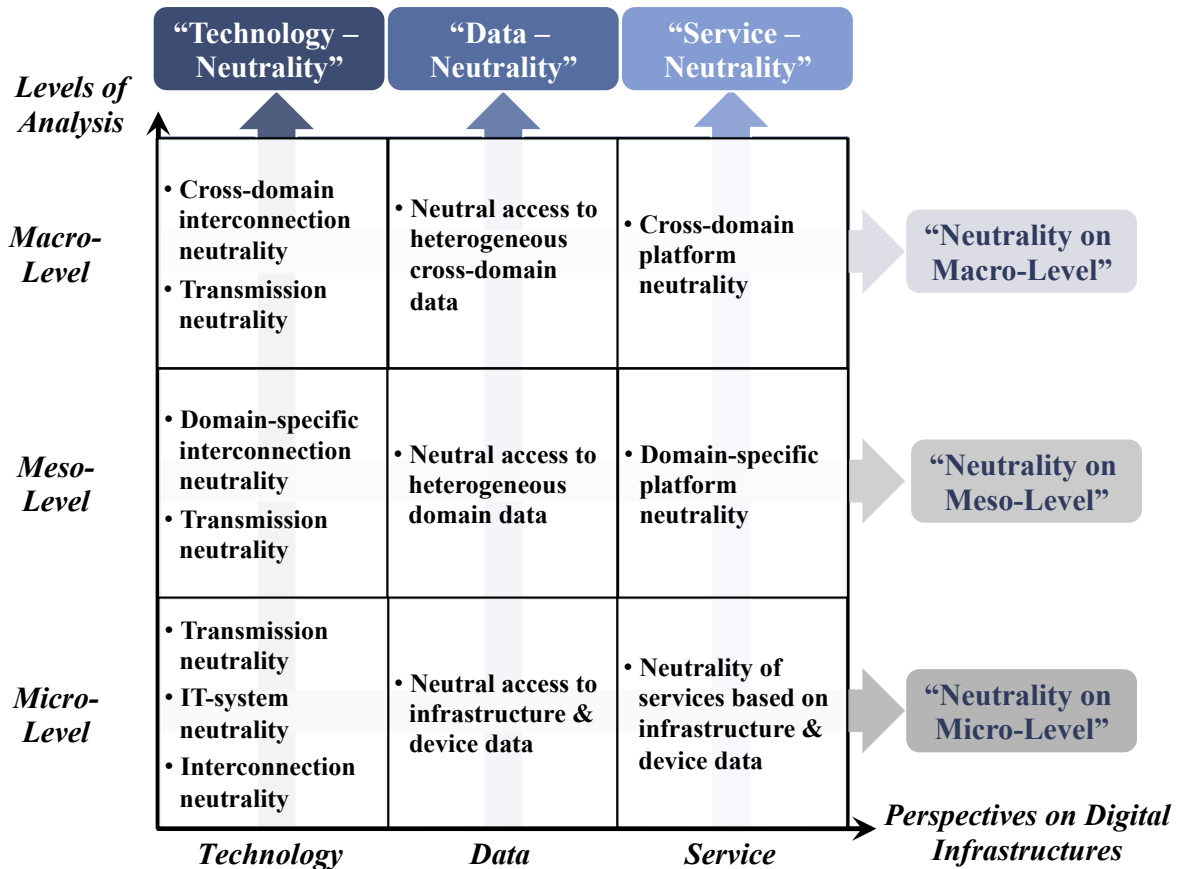 “Technology –
Neutrality”
“Data –
Neutrality”
“Service –
Neutrality”
Levels of
Analysis
Macro-
Level
• Cross-domain
interconnection
neutrality
• Transmission
neutrality
• Neutral access to
heterogeneous
cross-domain
data
• Cross-domain
platform
neutrality
“Neutrality on
Macro-Level”
Meso-
Level
• Domain-specific
interconnection
neutrality
• Transmission
neutrality
• Neutral access to
heterogeneous
domain data
• Domain-specific
platform
neutrality
“Neutrality on
Meso-Level”
Micro-
Level
• Transmission
neutrality
• IT-system
neutrality
• Interconnection
neutrality
• Neutral access to
infrastructure &
device data
• Neutrality of
services based on
infrastructure &
device data
“Neutrality on
Micro-Level”
Technology
Data
Service
Perspectives on Digital
Infrastructures